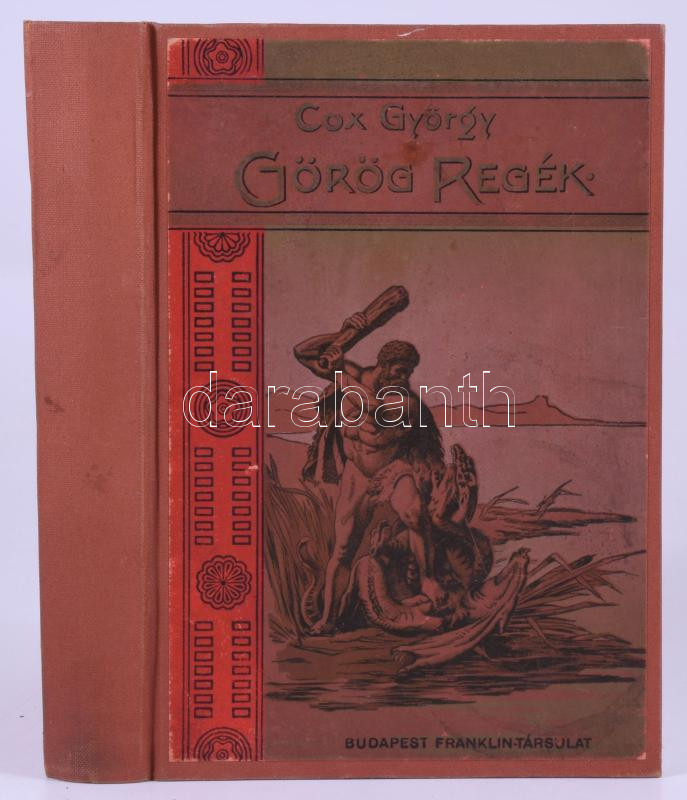 Cox György
Görög Regék.
darabanth
BUDAPEST FRANKLIN-TÁRSULAT